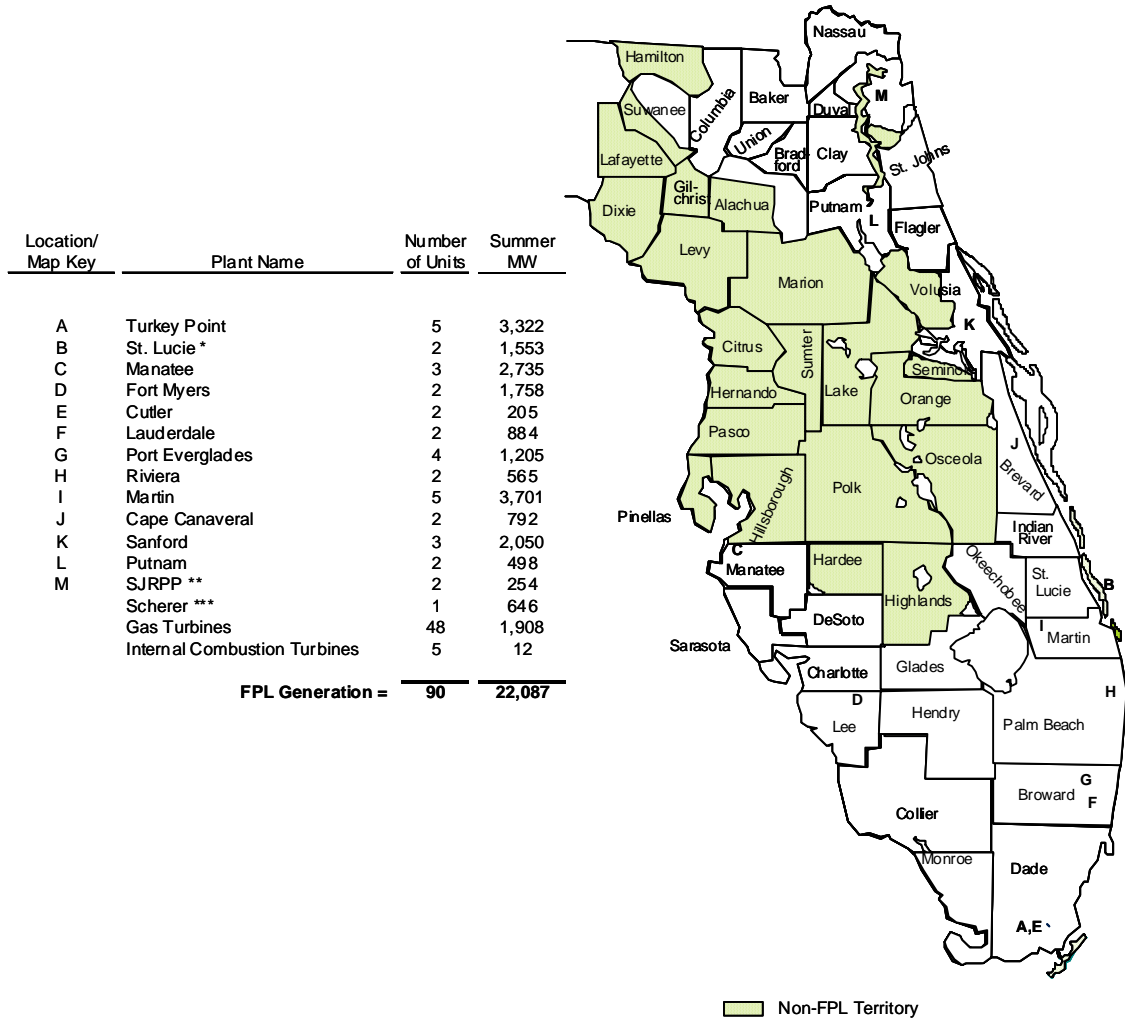 Location/ Number Summer
Map Key Plant Name of Units MW
A Turkey Point 5 3,322
B St. Lucie * 2 1,553
C Manatee 3 2,735
D Fort Myers 2 1,758
E Cutler 2 205
F Lauderdale 2 884
G Port Everglades 4 1,205
H Riviera 2 565
I Martin 5 3,701
J Cape Canaveral 2 792
K Sanford 3 2,050
L Putnam 2 498
M SJRPP ** 2 254
Scherer *** 1 646
Gas Turbines 48 1,908
Internal Combustion Turbines 5 12
FPL Generation = 90 22,087
Nassau
Hamilton
Suwanee
Columbia
Baker
Duval
M
Union
Brad-
ford
Clay
St. Johns
Lafayette
Gil-
christ
Alachua
Dixie
Putnam
L
Flagler
Levy
Marion
Volusia
K
Citrus
Sumter
Lake
Seminole
Hernando
Orange
Pasco
Osceola
J
Brevard
Polk
Hillsborough
Pinellas
Indian
River
C
Manatee
Hardee
Highlands
Okeechobee
St.
Lucie
B
DeSoto
Sarasota
I
Martin
Charlotte
Glades
D
Lee
Hendry
H
Palm Beach
G
Broward
F
Collier
Monroe
Dade
A,E
Non-FPL Territory